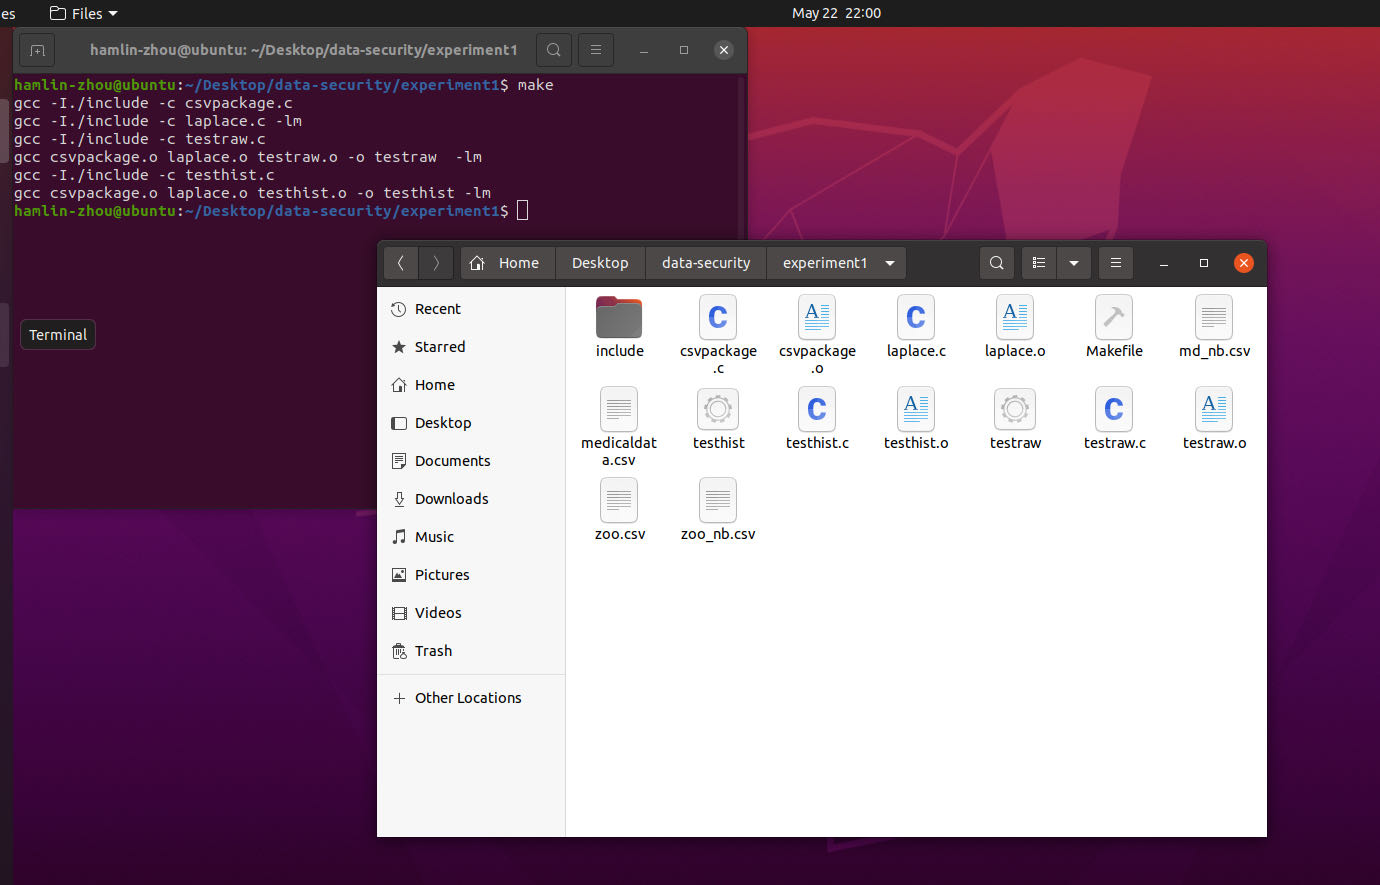 es Files May 22 22:00
hamlin-zhou@ubuntu: ~/Desktop/data-security/experiment1
hamlin-zhou@ubuntu:~/Desktop/data-security/experiment1$ make
gcc -I./include -c csvpackage.c
gcc -I./include -c laplace.c -lm
gcc -I./include -c testraw.c
gcc csvpackage.o laplace.o testraw.o -o testraw  -lm
gcc -I./include -c testhist.c
gcc csvpackage.o laplace.o testhist.o -o testhist -lm
hamlin-zhou@ubuntu:~/Desktop/data-security/experiment1$
Terminal
Home Desktop data-security experiment1
Recent
Starred
Home
Desktop
Documents
Downloads
Music
Pictures
Videos
Trash
Other Locations
include csvpackage csvpackage laplace.c laplace.o Makefile md_nb.csv
.c .o
medicaldat testhist testhist.c testhist.o testraw testraw.c testraw.o
a.csv
zoo.csv zoo_nb.csv